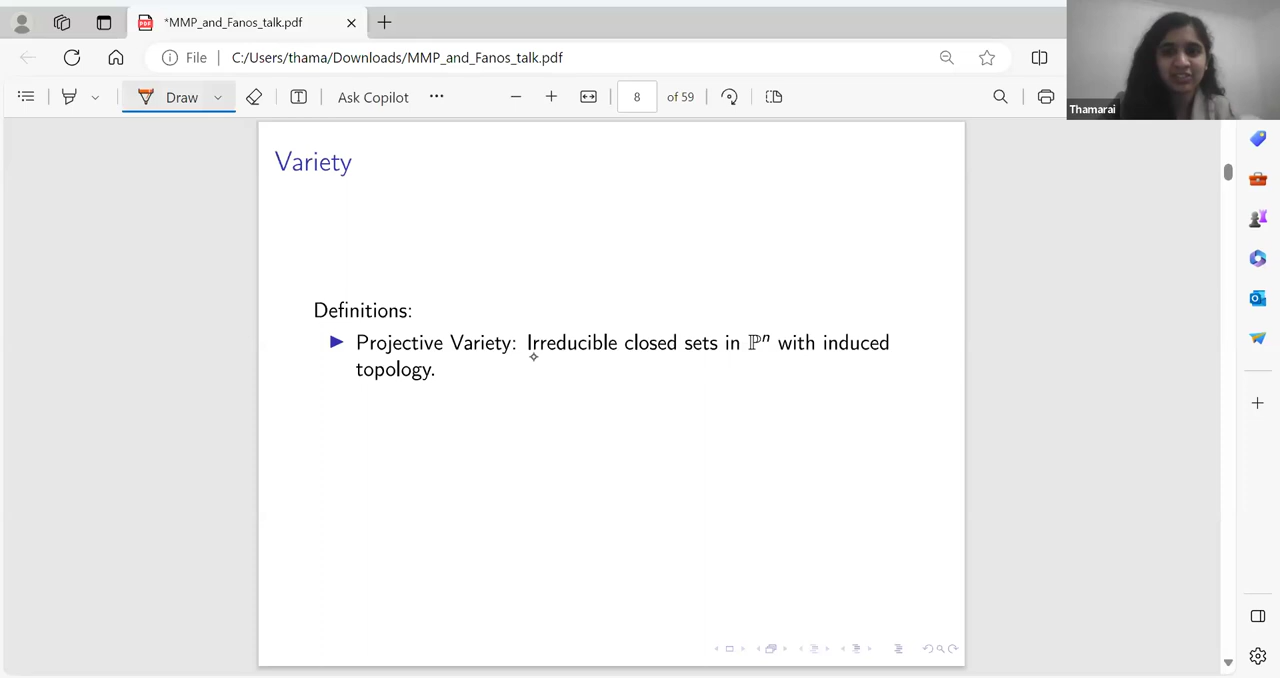 *MMP_and_Fanos_talk.pdf
File
C:/Users/thama/Downloads/MMP_and_Fanos_talk.pdf
Draw
Ask Copilot
8 of 59
Thamarai
Variety
Definitions:
Projective Variety: Irreducible closed sets in ℙⁿ with induced
topology.